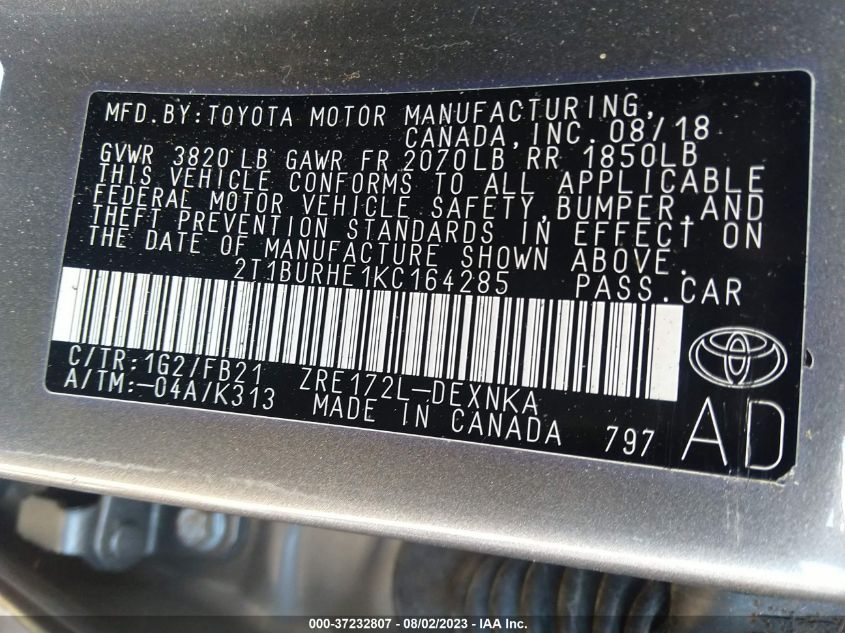 MFD.BY:TOYOTA MOTOR MANUFACTURING,
CANADA,INC. 08/18
GVWR 3820 LB GAWR FR 2070LB RR 1850LB
THIS VEHICLE CONFORMS TO ALL APPLICABLE
FEDERAL MOTOR VEHICLE SAFETY,BUMPER,AND
THEFT PREVENTION STANDARDS IN EFFECT ON
THE DATE OF MANUFACTURE SHOWN ABOVE.
2T1BURHE1KC164285 PASS.CAR
C/TR:1G2/FB21 ZRE172L-DEXNKA
A/TM:-04A/K313 MADE IN CANADA 797
AD
000-37232807 - 08/02/2023 - IAA Inc.